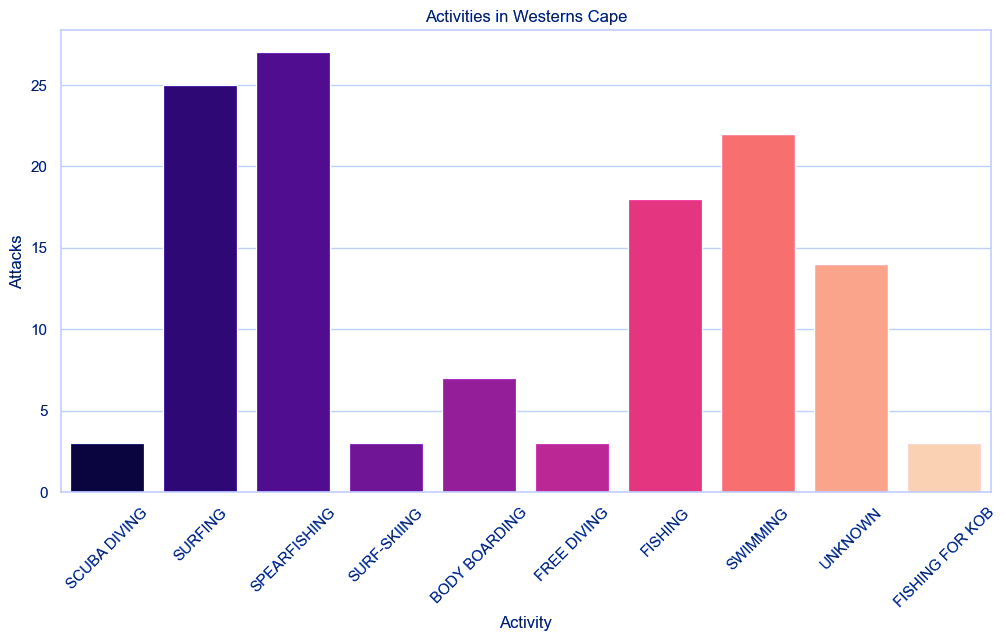 Activities in Westerns Cape
Attacks
25
20
15
10
5
0
SCUBA DIVING
SURFING
SPEARFISHING
SURF-SKIING
BODY BOARDING
FREE DIVING
FISHING
SWIMMING
UNKNOWN
FISHING FOR KOB
Activity